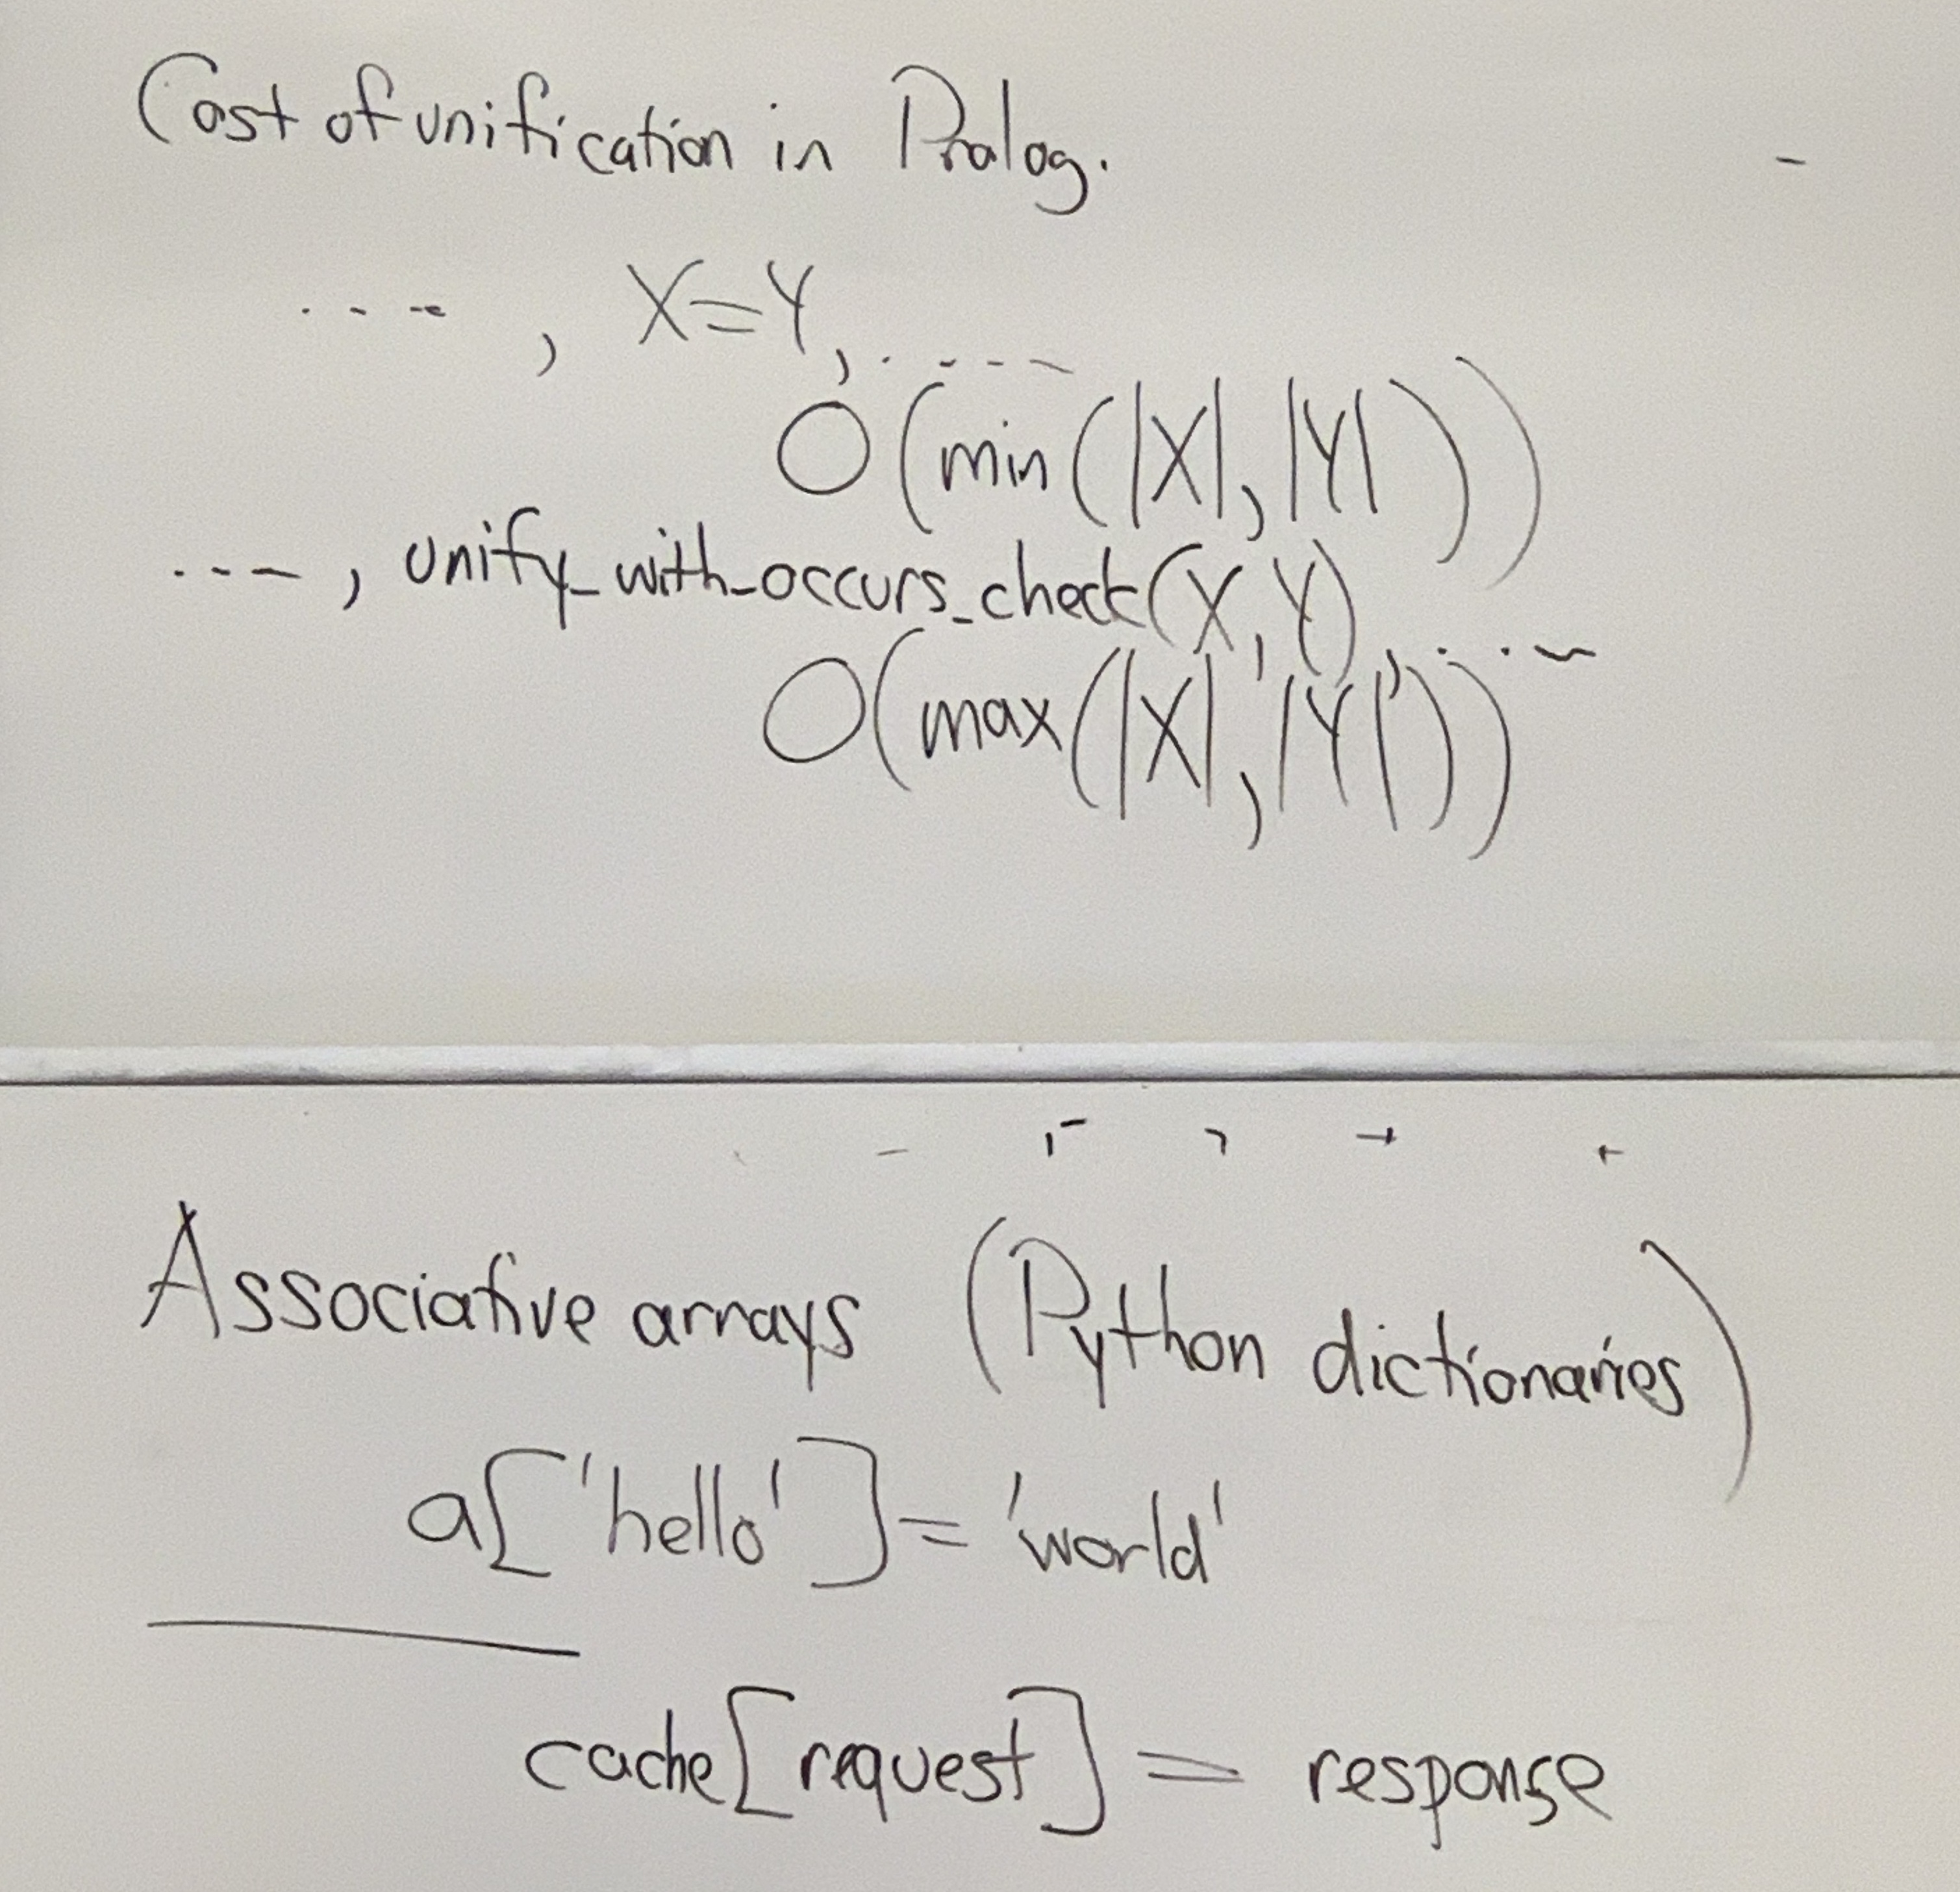 Cost of unification in Prolog.
...., X=Y, .....
O(min(|X|,|Y|))
...., unify_with_occurs_check(X,Y), ....
O(max(|X|,|Y|))
Associative arrays (Python dictionaries)
a['hello']='world'
cache[request] = response